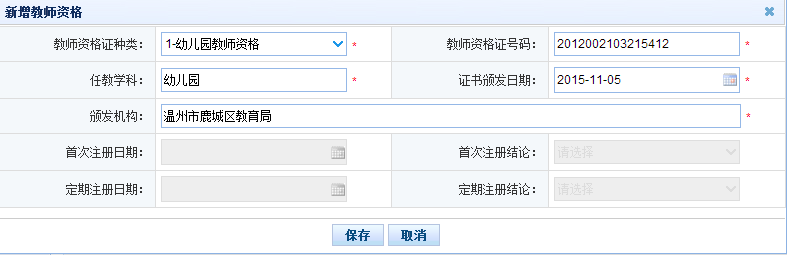 新增教师资格
教师资格证种类： 1-幼儿园教师资格 * 教师资格证号码： 2012002103215412 *
任教学科： 幼儿园 * 证书颁发日期： 2015-11-05 *
颁发机构： 温州市鹿城区教育局 *
首次注册日期： 首次注册结论： 请选择
定期注册日期： 定期注册结论： 请选择
保存 取消